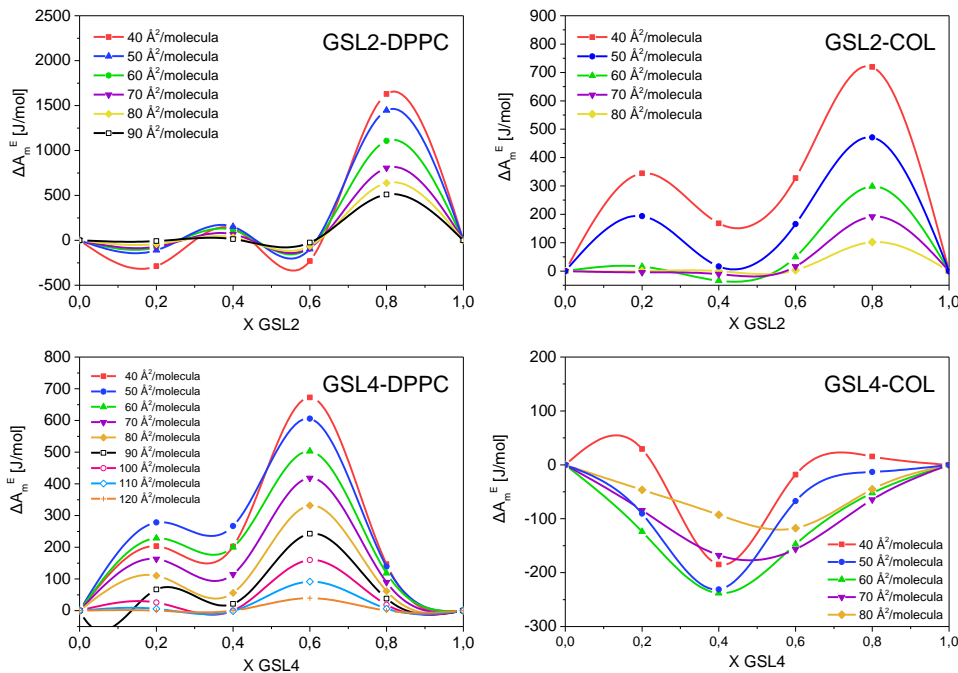 GSL2-DPPC
ΔAₘᴱ [J/mol]
2500
2000
1500
1000
500
0
-500
40 Å²/molecula
50 Å²/molecula
60 Å²/molecula
70 Å²/molecula
80 Å²/molecula
90 Å²/molecula
0,0 0,2 0,4 0,6 0,8 1,0
X GSL2
GSL2-COL
ΔAₘᴱ [J/mol]
900
800
700
600
500
400
300
200
100
0
40 Å²/molecula
50 Å²/molecula
60 Å²/molecula
70 Å²/molecula
80 Å²/molecula
0,0 0,2 0,4 0,6 0,8 1,0
X GSL2
GSL4-DPPC
ΔAₘᴱ [J/mol]
800
700
600
500
400
300
200
100
0
40 Å²/molecula
50 Å²/molecula
60 Å²/molecula
70 Å²/molecula
80 Å²/molecula
90 Å²/molecula
100 Å²/molecula
110 Å²/molecula
120 Å²/molecula
0,0 0,2 0,4 0,6 0,8 1,0
X GSL4
GSL4-COL
ΔAₘᴱ [J/mol]
200
100
0
-100
-200
-300
40 Å²/molecula
50 Å²/molecula
60 Å²/molecula
70 Å²/molecula
80 Å²/molecula
0,0 0,2 0,4 0,6 0,8 1,0
X GSL4